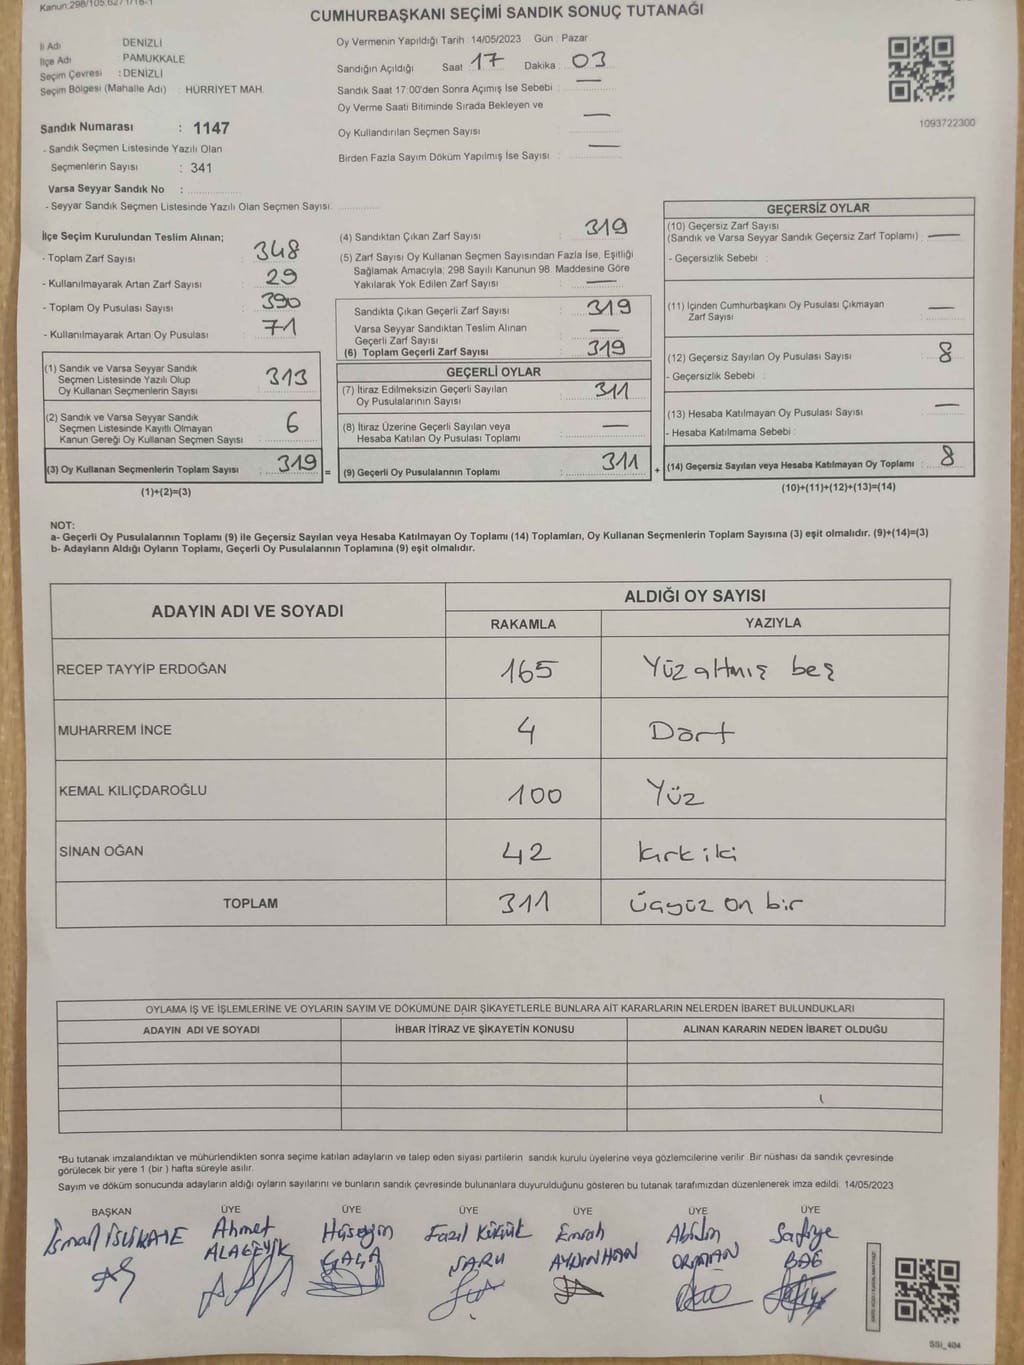 CUMHURBAŞKANI SEÇİMİ SANDIK SONUÇ TUTANAĞI
İl Adı DENİZLİ
İlçe Adı PAMUKKALE
Seçim Çevresi : DENİZLİ
Seçim Bölgesi (Mahalle Adı) : HÜRRİYET MAH.
Sandık Numarası : 1147
- Sandık Seçmen Listesinde Yazılı Olan
Seçmenlerin Sayısı : 341
Varsa Seyyar Sandık No :
- Seyyar Sandık Seçmen Listesinde Yazılı Olan Seçmen Sayısı:
Oy Vermenin Yapıldığı Tarih : 14/05/2023 Gün : Pazar
Sandığın Açıldığı Saat 17 Dakika : 03
Sandık Saat 17:00'den Sonra Açımış İse Sebebi : —
Oy Verme Saati Bitiminde Sırada Bekleyen ve
Oy Kullandırılan Seçmen Sayısı —
Birden Fazla Sayım Döküm Yapılmış İse Sayısı : —
1093722300
İlçe Seçim Kurulundan Teslim Alınan;
- Toplam Zarf Sayısı : 348
- Kullanılmayarak Artan Zarf Sayısı : 29
- Toplam Oy Pusulası Sayısı : 390
- Kullanılmayarak Artan Oy Pusulası : 71
(1) Sandık ve Varsa Seyyar Sandık
Seçmen Listesinde Yazılı Olup
Oy Kullanan Seçmenlerin Sayısı : 313
(2) Sandık ve Varsa Seyyar Sandık
Seçmen Listesinde Kayıtlı Olmayan
Kanun Gereği Oy Kullanan Seçmen Sayısı : 6
(3) Oy Kullanan Seçmenlerin Toplam Sayısı : 319 =
(1)+(2)=(3)
(4) Sandıktan Çıkan Zarf Sayısı : 319
(5) Zarf Sayısı Oy Kullanan Seçmen Sayısından Fazla İse, Eşitliği
Sağlamak Amacıyla; 298 Sayılı Kanunun 98. Maddesine Göre
Yakılarak Yok Edilen Zarf Sayısı : —
Sandıkta Çıkan Geçerli Zarf Sayısı : 319
Varsa Seyyar Sandıktan Teslim Alınan
Geçerli Zarf Sayısı : —
(6) Toplam Geçerli Zarf Sayısı : 319
GEÇERLİ OYLAR
(7) İtiraz Edilmeksizin Geçerli Sayılan
Oy Pusulalarının Sayısı : 311
(8) İtiraz Üzerine Geçerli Sayılan veya
Hesaba Katılan Oy Pusulası Toplamı : —
(9) Geçerli Oy Pusulalarının Toplamı : 311 +
GEÇERSİZ OYLAR
(10) Geçersiz Zarf Sayısı
(Sandık ve Varsa Seyyar Sandık Geçersiz Zarf Toplamı) : —
- Geçersizlik Sebebi :
(11) İçinden Cumhurbaşkanı Oy Pusulası Çıkmayan
Zarf Sayısı : —
(12) Geçersiz Sayılan Oy Pusulası Sayısı : 8
- Geçersizlik Sebebi :
(13) Hesaba Katılmayan Oy Pusulası Sayısı : —
- Hesaba Katılmama Sebebi :
(14) Geçersiz Sayılan veya Hesaba Katılmayan Oy Toplamı : 8
(10)+(11)+(12)+(13)=(14)
NOT:
a- Geçerli Oy Pusulalarının Toplamı (9) ile Geçersiz Sayılan veya Hesaba Katılmayan Oy Toplamı (14) Toplamları, Oy Kullanan Seçmenlerin Toplam Sayısına (3) eşit olmalıdır. (9)+(14)=(3)
b- Adayların Aldığı Oyların Toplamı, Geçerli Oy Pusulalarının Toplamına (9) eşit olmalıdır.
ADAYIN ADI VE SOYADI ALDIĞI OY SAYISI
RAKAMLA YAZIYLA
RECEP TAYYİP ERDOĞAN 165 Yüz altmış beş
MUHARREM İNCE 4 Dört
KEMAL KILIÇDAROĞLU 100 Yüz
SİNAN OĞAN 42 kırk iki
TOPLAM 311 üçyüz on bir
OYLAMA İŞ VE İŞLEMLERİNE VE OYLARIN SAYIM VE DÖKÜMÜNE DAİR ŞİKAYETLERLE BUNLARA AİT KARARLARIN NELERDEN İBARET BULUNDUKLARI
ADAYIN ADI VE SOYADI İHBAR İTİRAZ VE ŞİKAYETİN KONUSU ALINAN KARARIN NEDEN İBARET OLDUĞU
*Bu tutanak imzalandıktan ve mühürlendikten sonra seçime katılan adayların ve talep eden siyasi partilerin sandık kurulu üyelerine veya gözlemcilerine verilir. Bir nüshası da sandık çevresinde
görülecek bir yere 1 (bir ) hafta süreyle asılır.
Sayım ve döküm sonucunda adayların aldığı oyların sayılarını ve bunların sandık çevresinde bulunanlara duyurulduğunu gösteren bu tutanak tarafımızdan düzenlenerek imza edildi. 14/05/2023
BAŞKAN ÜYE ÜYE ÜYE ÜYE ÜYE ÜYE
İsmail Ahmet Hüseyin Fazıl Küçük Emrah Abidin Safiye
SARU AYDINHAN ORMAN BAĞ
SSİ_404